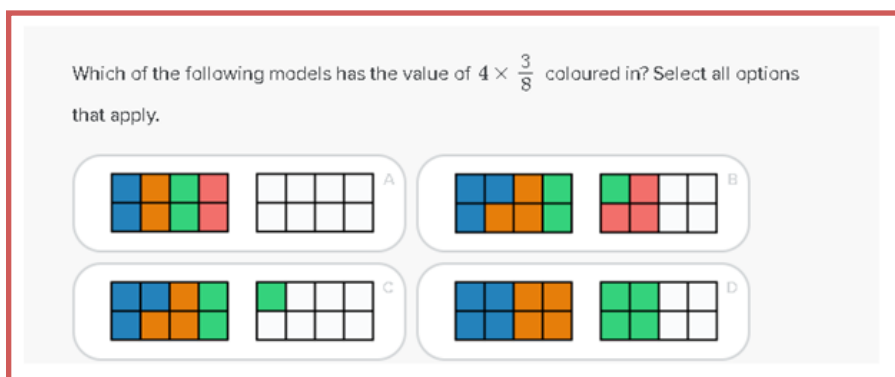 Which of the following models has the value of 4 × 3/8 coloured in? Select all options
that apply.
A
B
C
D